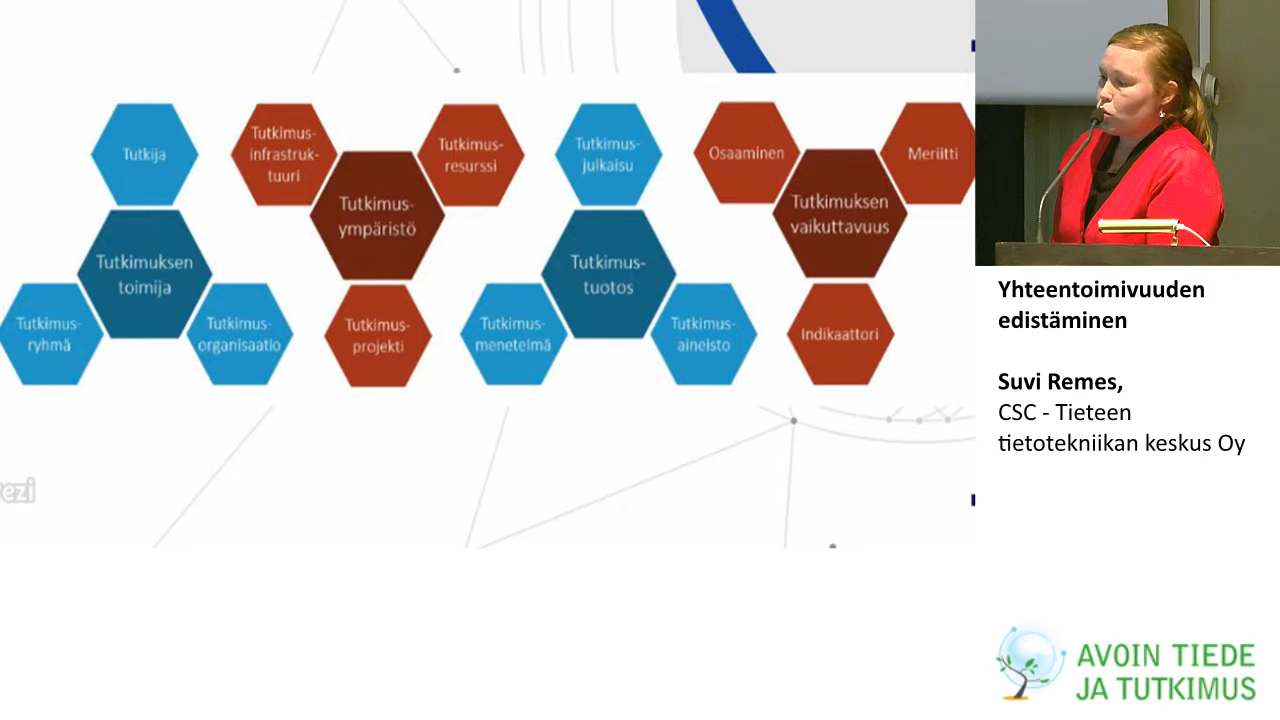 Tutkija
Tutkimuksen
toimija
Tutkimus-
ryhmä
Tutkimus-
organisaatio
Tutkimus-
infrastruk-
tuuri
Tutkimus-
resurssi
Tutkimus-
ympäristö
Tutkimus-
projekti
Tutkimus-
julkaisu
Tutkimus-
tuotos
Tutkimus-
menetelmä
Tutkimus-
aineisto
Osaaminen
Meriitti
Tutkimuksen
vaikuttavuus
Indikaattori
ezi
Yhteentoimivuuden
edistäminen
Suvi Remes,
CSC - Tieteen
tietotekniikan keskus Oy
AVOIN TIEDE
JA TUTKIMUS